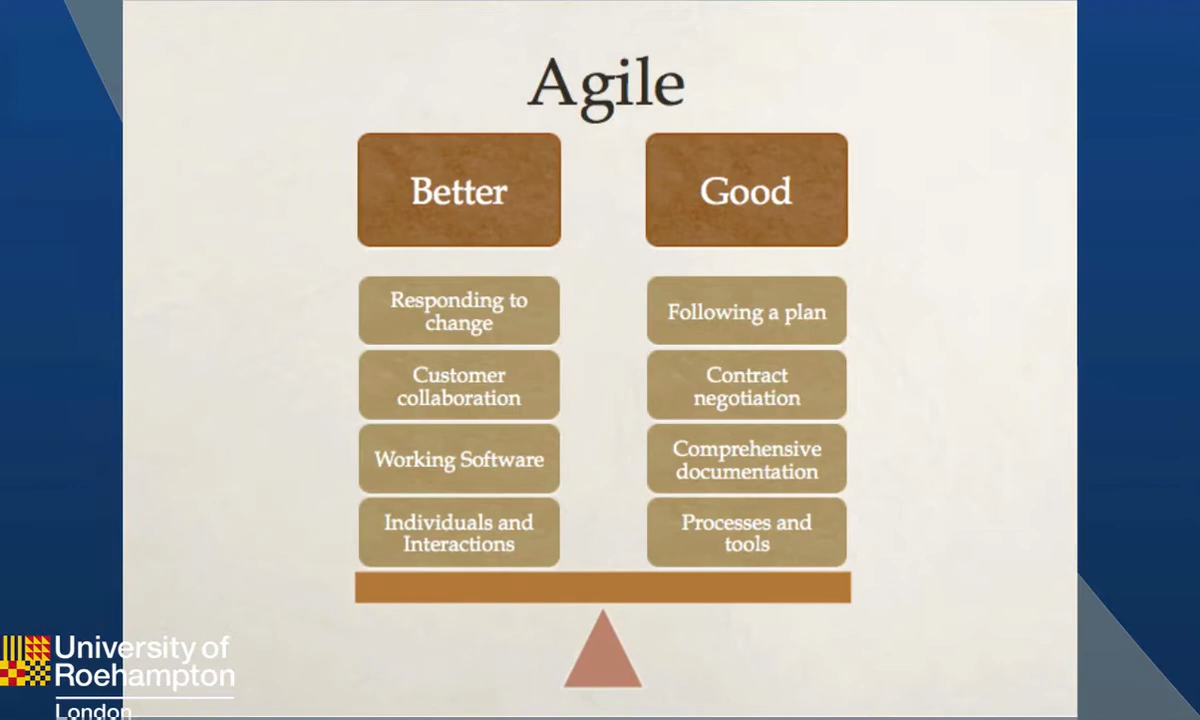 Agile
Better
Good
Responding to
change
Following a plan
Customer
collaboration
Contract
negotiation
Working Software
Comprehensive
documentation
Individuals and
Interactions
Processes and
tools
University of
Roehampton
London